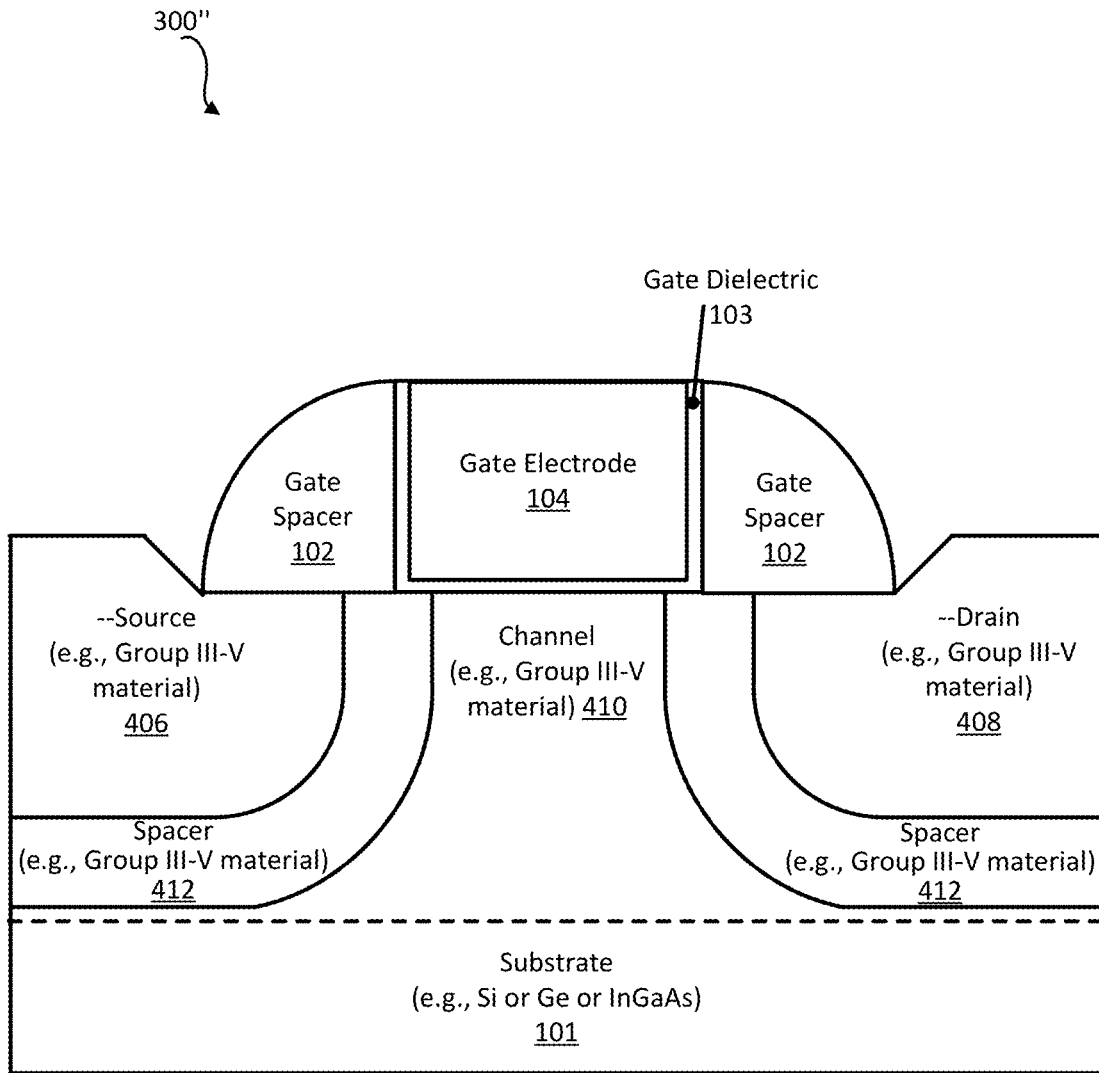 300''
Gate Dielectric
103
Gate Electrode
104
Gate
Spacer
102
Gate
Spacer
102
--Source
(e.g., Group III-V
material)
406
Channel
(e.g., Group III-V
material) 410
--Drain
(e.g., Group III-V
material)
408
Spacer
(e.g., Group III-V material)
412
Spacer
(e.g., Group III-V material)
412
Substrate
(e.g., Si or Ge or InGaAs)
101